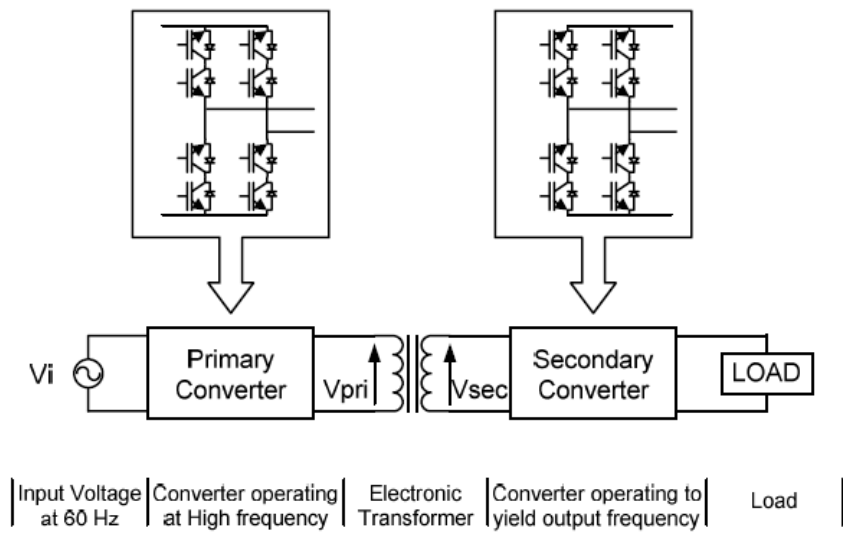 Vi
Primary
Converter
Vpri
Vsec
Secondary
Converter
LOAD
Input Voltage
at 60 Hz
Converter operating
at High frequency
Electronic
Transformer
Converter operating to
yield output frequency
Load